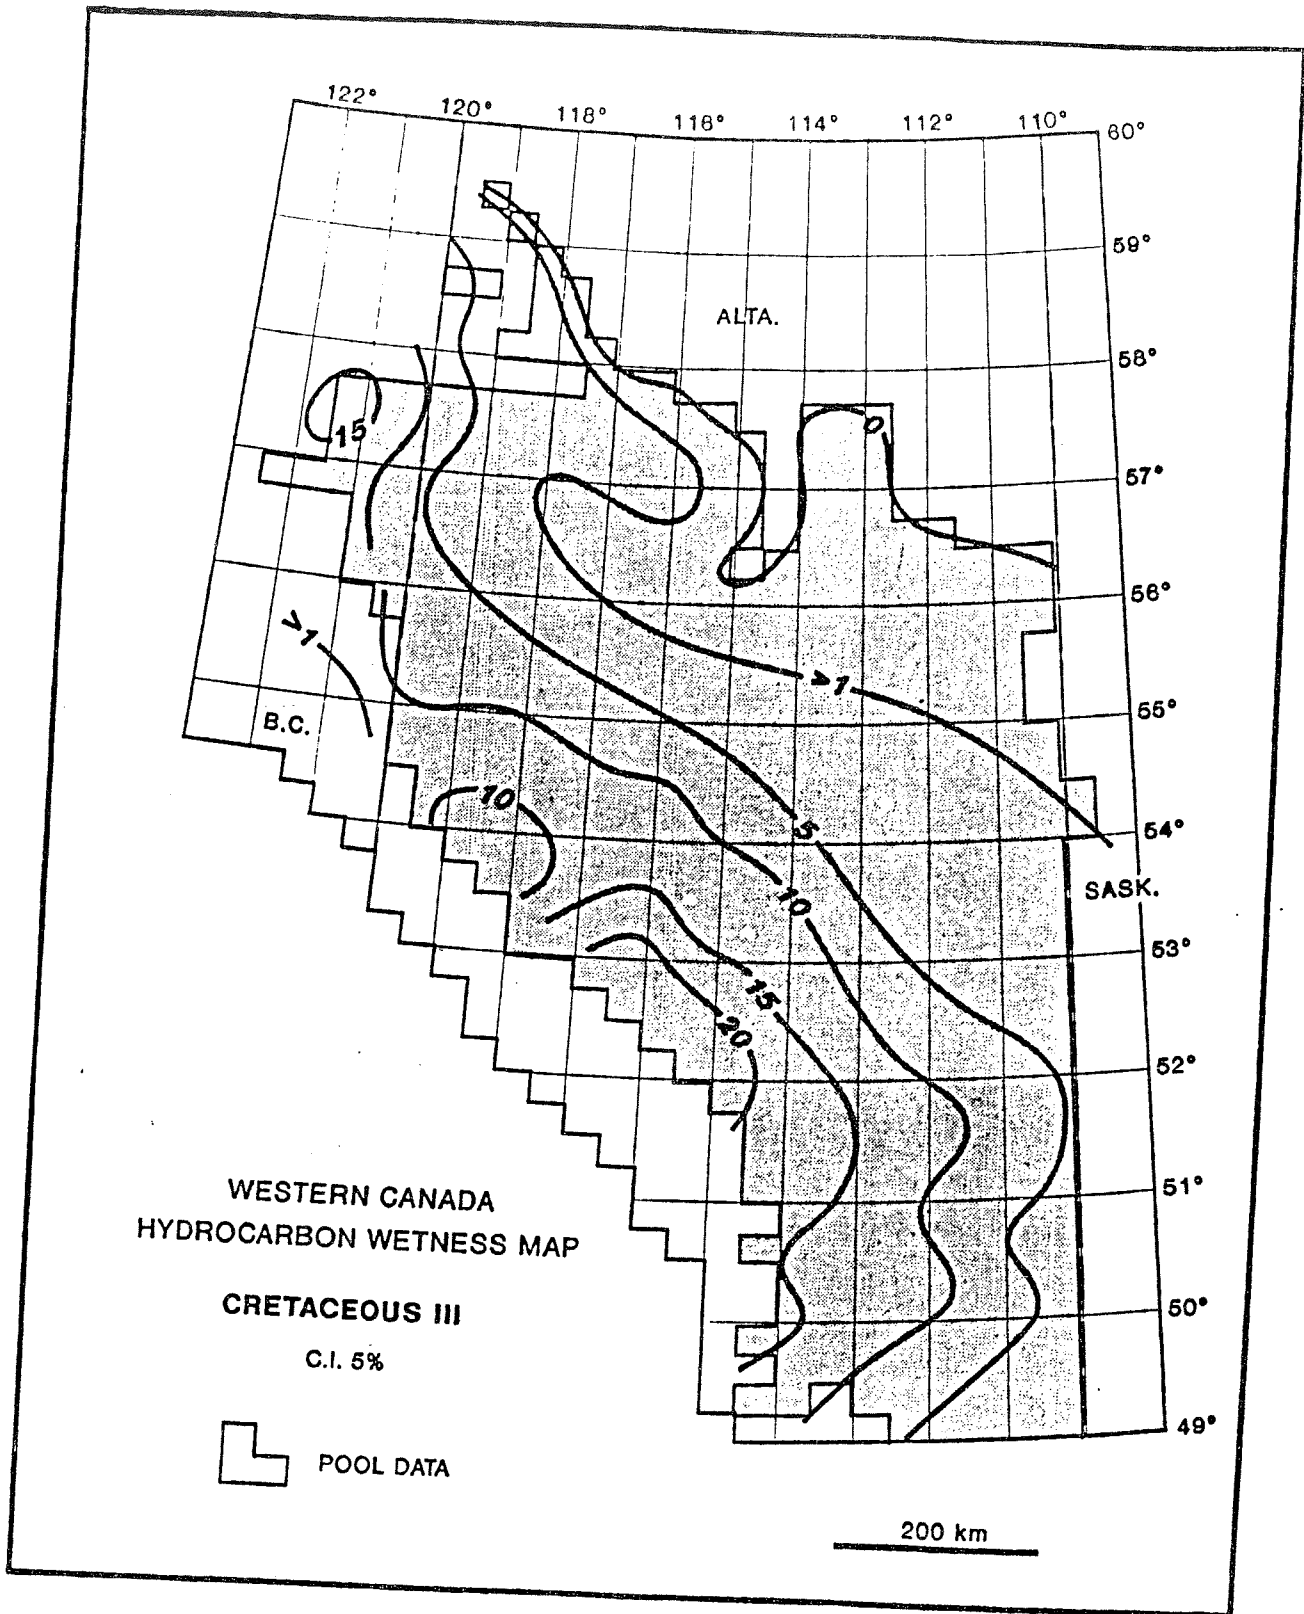 122° 120° 118° 116° 114° 112° 110° 60°
59°
ALTA.
58°
0
15
57°
56°
>1
>1
55°
B.C.
10
5
54°
SASK.
10
53°
15
20
52°
WESTERN CANADA
51°
HYDROCARBON WETNESS MAP
CRETACEOUS III
50°
C.I. 5%
49°
POOL DATA
200 km